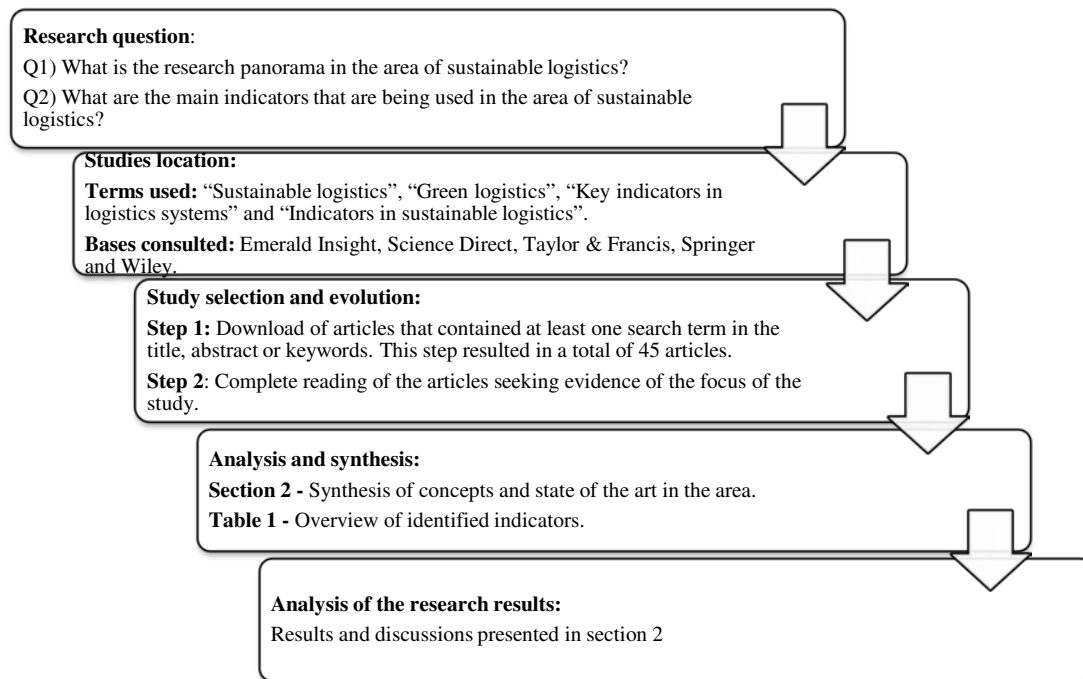 Research question:
Q1) What is the research panorama in the area of sustainable logistics?
Q2) What are the main indicators that are being used in the area of sustainable
logistics?
Studies location:
Terms used: “Sustainable logistics”, “Green logistics”, “Key indicators in
logistics systems” and “Indicators in sustainable logistics”.
Bases consulted: Emerald Insight, Science Direct, Taylor & Francis, Springer
and Wiley.
Study selection and evolution:
Step 1: Download of articles that contained at least one search term in the
title, abstract or keywords. This step resulted in a total of 45 articles.
Step 2: Complete reading of the articles seeking evidence of the focus of the
study.
Analysis and synthesis:
Section 2 - Synthesis of concepts and state of the art in the area.
Table 1 - Overview of identified indicators.
Analysis of the research results:
Results and discussions presented in section 2